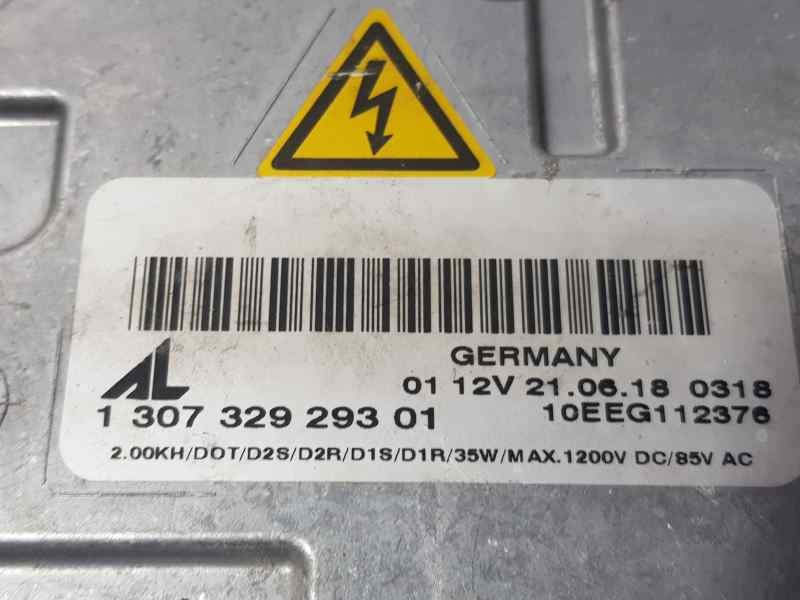 GERMANY
AL
01 12V 21.06.18 0318
1 307 329 293 01
10EEG112376
2.00KH/DOT/D2S/D2R/D1S/D1R/35W/MAX.1200V DC/85V AC